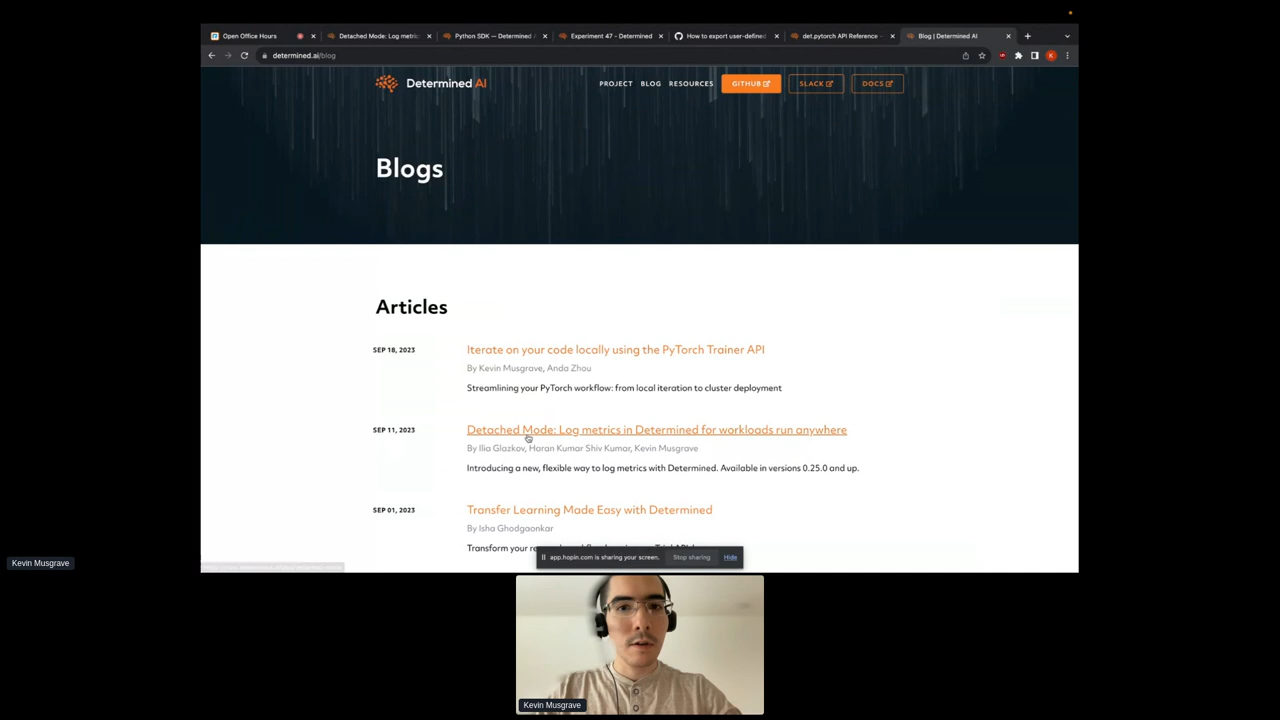 Open Office Hours
Detached Mode: Log metric
Python SDK — Determined
Experiment 47 - Determined
How to export user-defined
det.pytorch API Reference
Blog | Determined AI
determined.ai/blog
Determined AI
PROJECT
BLOG
RESOURCES
GITHUB
SLACK
DOCS
Blogs
Articles
SEP 18, 2023
Iterate on your code locally using the PyTorch Trainer API
By Kevin Musgrave, Anda Zhou
Streamlining your PyTorch workflow: from local iteration to cluster deployment
SEP 11, 2023
Detached Mode: Log metrics in Determined for workloads run anywhere
By Ilia Glazkov, Haran Kumar Shiv Kumar, Kevin Musgrave
Introducing a new, flexible way to log metrics with Determined. Available in versions 0.25.0 and up.
SEP 01, 2023
Transfer Learning Made Easy with Determined
By Isha Ghodgaonkar
Transform your
app.hopin.com is sharing your screen.
Stop sharing
Hide
Kevin Musgrave
Kevin Musgrave